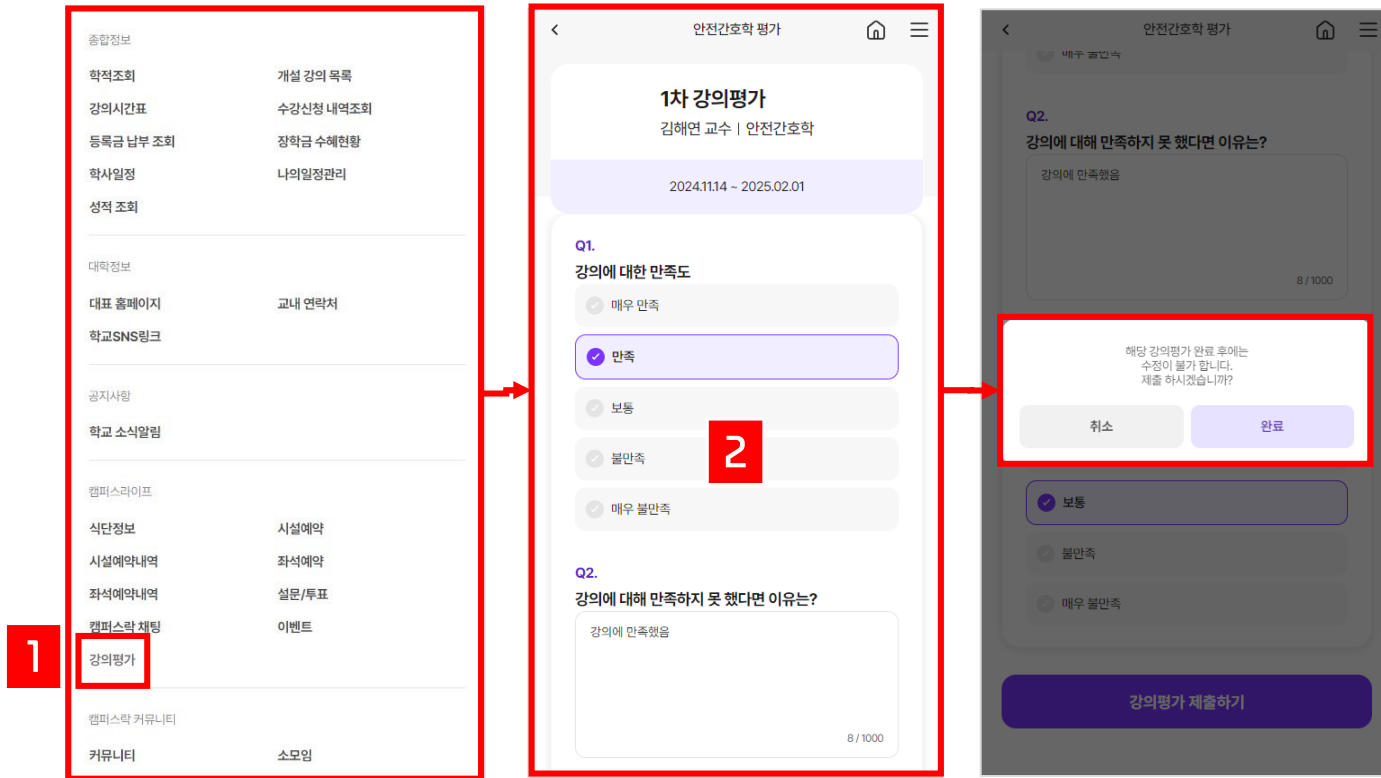 종합정보
학적조회
개설 강의 목록
강의시간표
수강신청 내역조회
등록금 납부 조회
장학금 수혜현황
학사일정
나의일정관리
성적 조회
대학정보
대표 홈페이지
교내 연락처
학교SNS링크
공지사항
학교 소식알림
캠퍼스라이프
식단정보
시설예약
시설예약내역
좌석예약
좌석예약내역
설문/투표
캠퍼스락 채팅
이벤트
1
강의평가
캠퍼스락 커뮤니티
커뮤니티
소모임
안전간호학 평가
1차 강의평가
김해연 교수 | 안전간호학
2024.11.14 ~ 2025.02.01
Q1.
강의에 대한 만족도
매우 만족
만족
보통
2
불만족
매우 불만족
Q2.
강의에 대해 만족하지 못 했다면 이유는?
강의에 만족했음
8 / 1000
안전간호학 평가
매우 불만족
Q2.
강의에 대해 만족하지 못 했다면 이유는?
강의에 만족했음
8 / 1000
해당 강의평가 완료 후에는
수정이 불가 합니다.
제출 하시겠습니까?
취소
완료
보통
불만족
매우 불만족
강의평가 제출하기